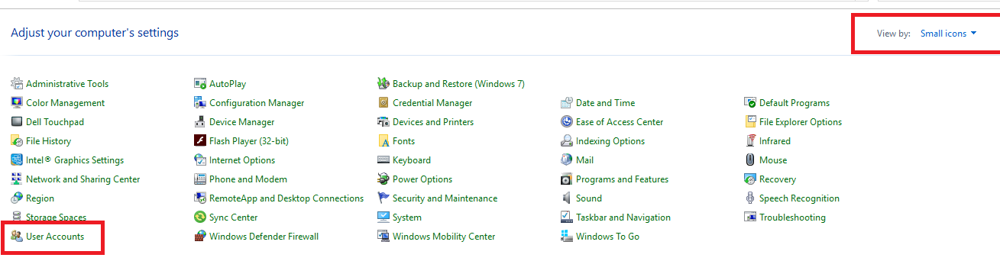 Adjust your computer's settings
View by: Small icons
Administrative Tools AutoPlay Backup and Restore (Windows 7)
Color Management Configuration Manager Credential Manager Date and Time Default Programs
Dell Touchpad Device Manager Devices and Printers Ease of Access Center File Explorer Options
File History Flash Player (32-bit) Fonts Indexing Options Infrared
Intel® Graphics Settings Internet Options Keyboard Mail Mouse
Network and Sharing Center Phone and Modem Power Options Programs and Features Recovery
Region RemoteApp and Desktop Connections Security and Maintenance Sound Speech Recognition
Storage Spaces Sync Center System Taskbar and Navigation Troubleshooting
User Accounts Windows Defender Firewall Windows Mobility Center Windows To Go